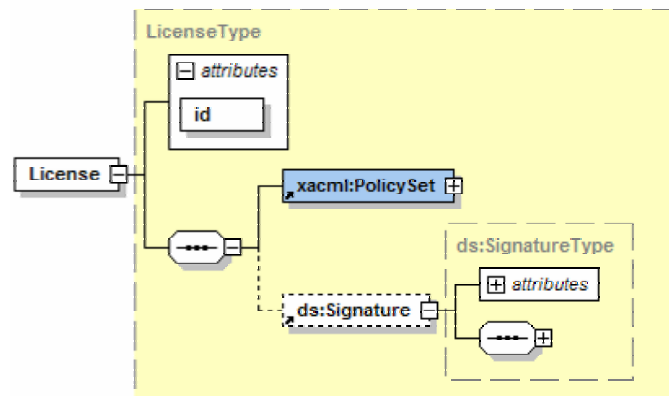 LicenseType
attributes
id
License
xacml:PolicySet
ds:SignatureType
attributes
ds:Signature